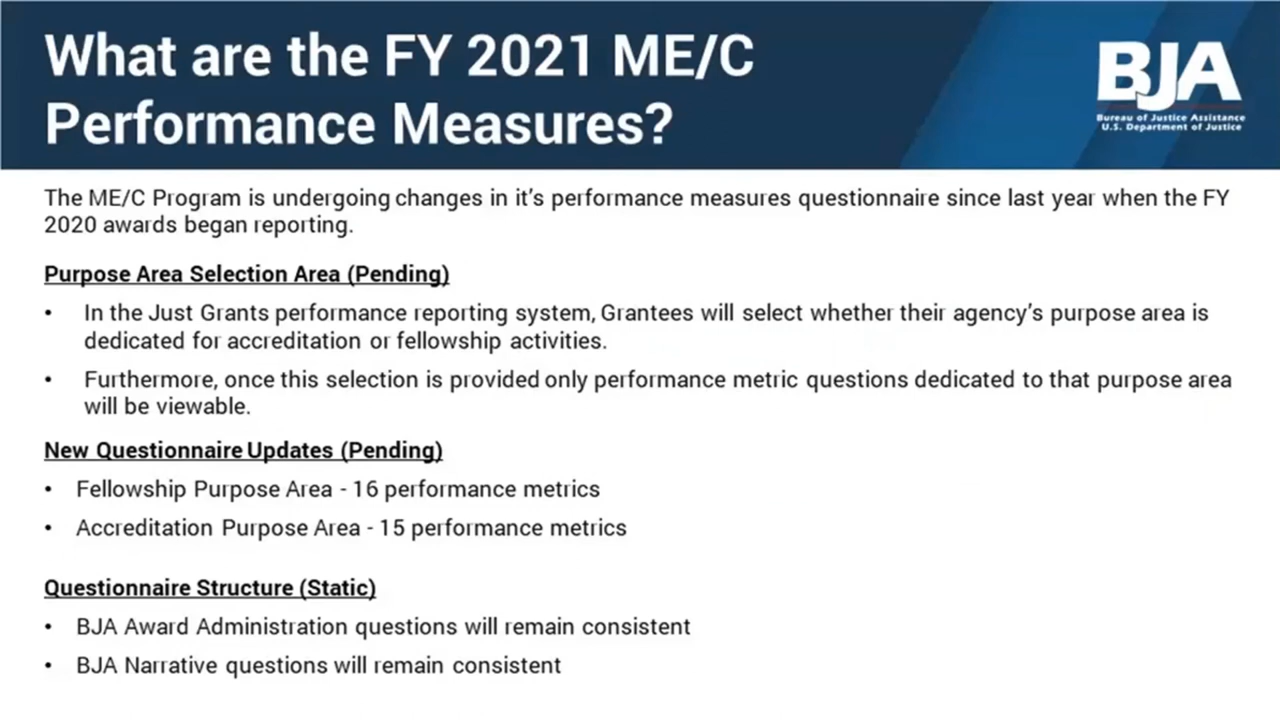 What are the FY 2021 ME/C
Performance Measures?
BJA
Bureau of Justice Assistance
U.S. Department of Justice
The ME/C Program is undergoing changes in it's performance measures questionnaire since last year when the FY
2020 awards began reporting.
Purpose Area Selection Area (Pending)
• In the Just Grants performance reporting system, Grantees will select whether their agency's purpose area is
dedicated for accreditation or fellowship activities.
• Furthermore, once this selection is provided only performance metric questions dedicated to that purpose area
will be viewable.
New Questionnaire Updates (Pending)
• Fellowship Purpose Area - 16 performance metrics
• Accreditation Purpose Area - 15 performance metrics
Questionnaire Structure (Static)
• BJA Award Administration questions will remain consistent
• BJA Narrative questions will remain consistent